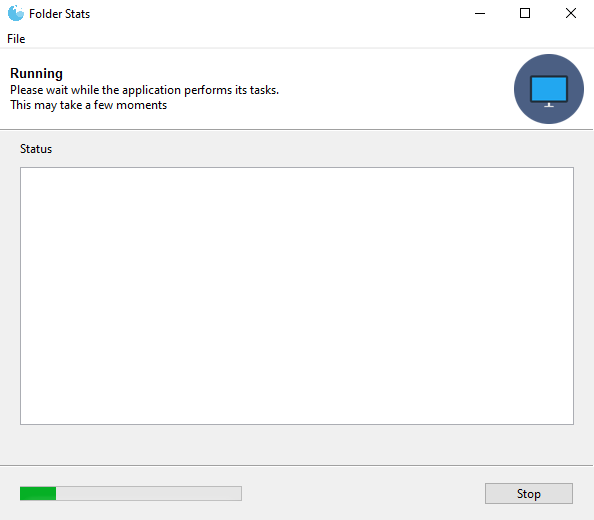 Folder Stats
File
Running
Please wait while the application performs its tasks.
This may take a few moments
Status
Stop